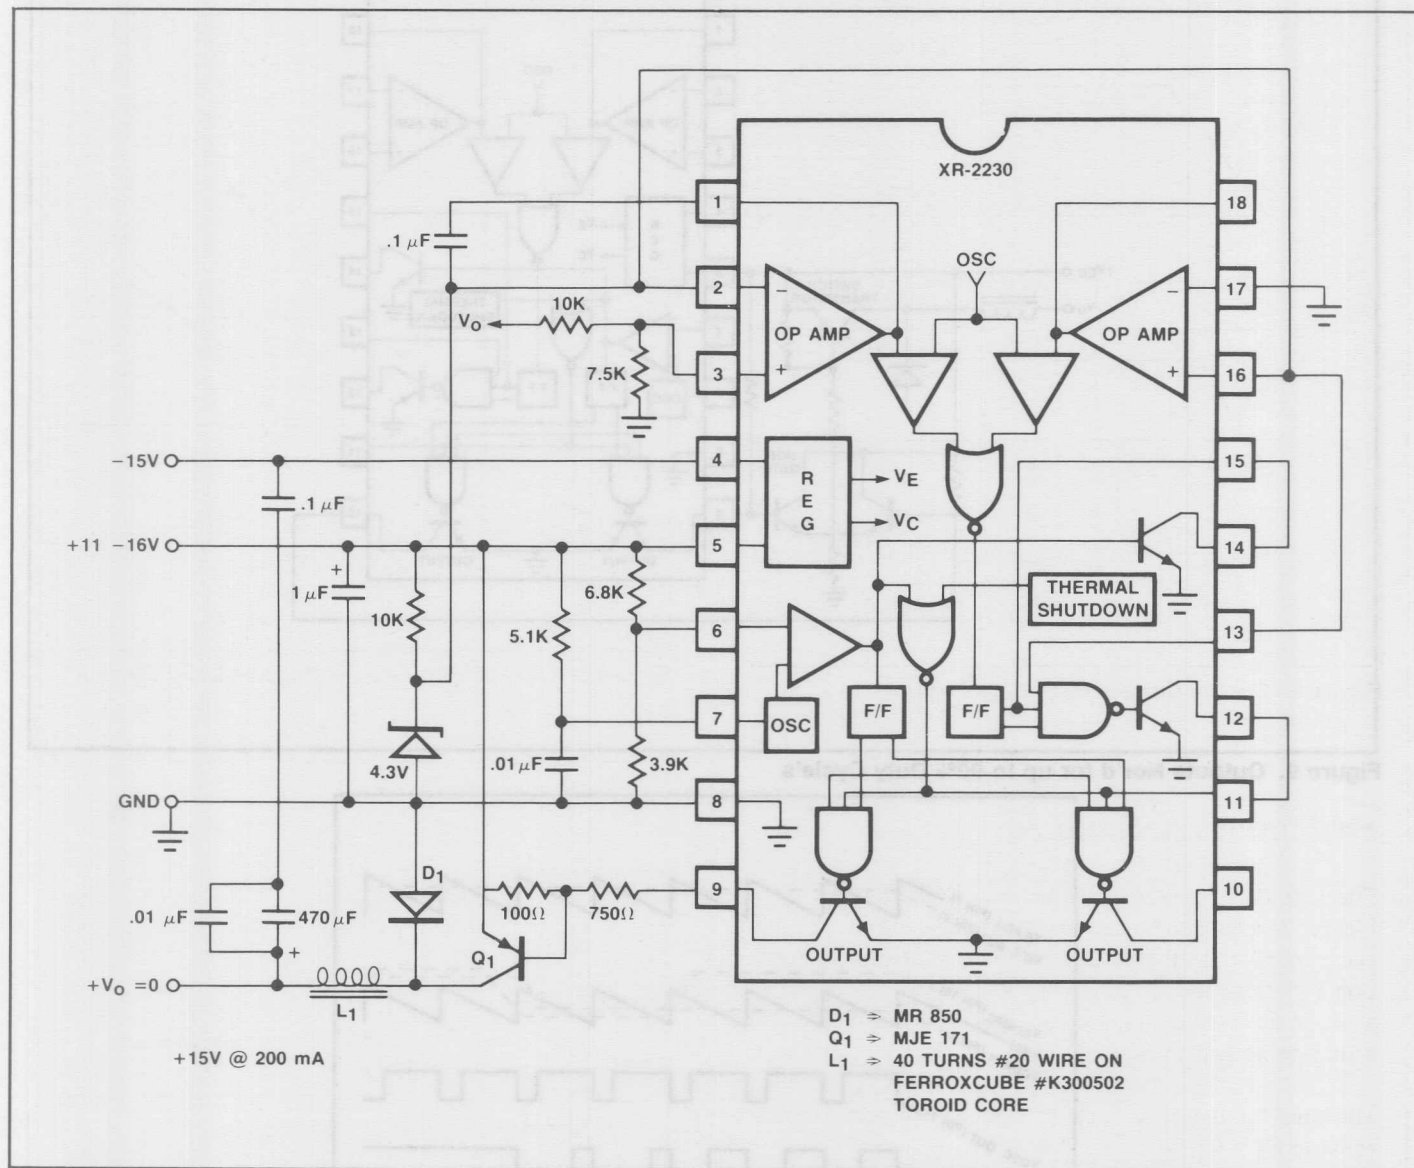 XR-2230
1
18
.1 µF
OSC
2
17
10K
VO
OP AMP
OP AMP
−
−
7.5K
3
+
+
16
−15V
4
15
REG
VE
VC
.1 µF
+11 −16V
5
14
+
1 µF
6.8K
THERMAL SHUTDOWN
10K
5.1K
6
13
7
OSC
F/F
F/F
12
4.3V
.01 µF
3.9K
GND
8
11
D1
100Ω
750Ω
9
10
.01 µF
470 µF
+
Q1
OUTPUT
OUTPUT
+VO =0
L1
D1 ⇒ MR 850
Q1 ⇒ MJE 171
L1 ⇒ 40 TURNS #20 WIRE ON
FERROXCUBE #K300502
TOROID CORE
+15V @ 200 mA